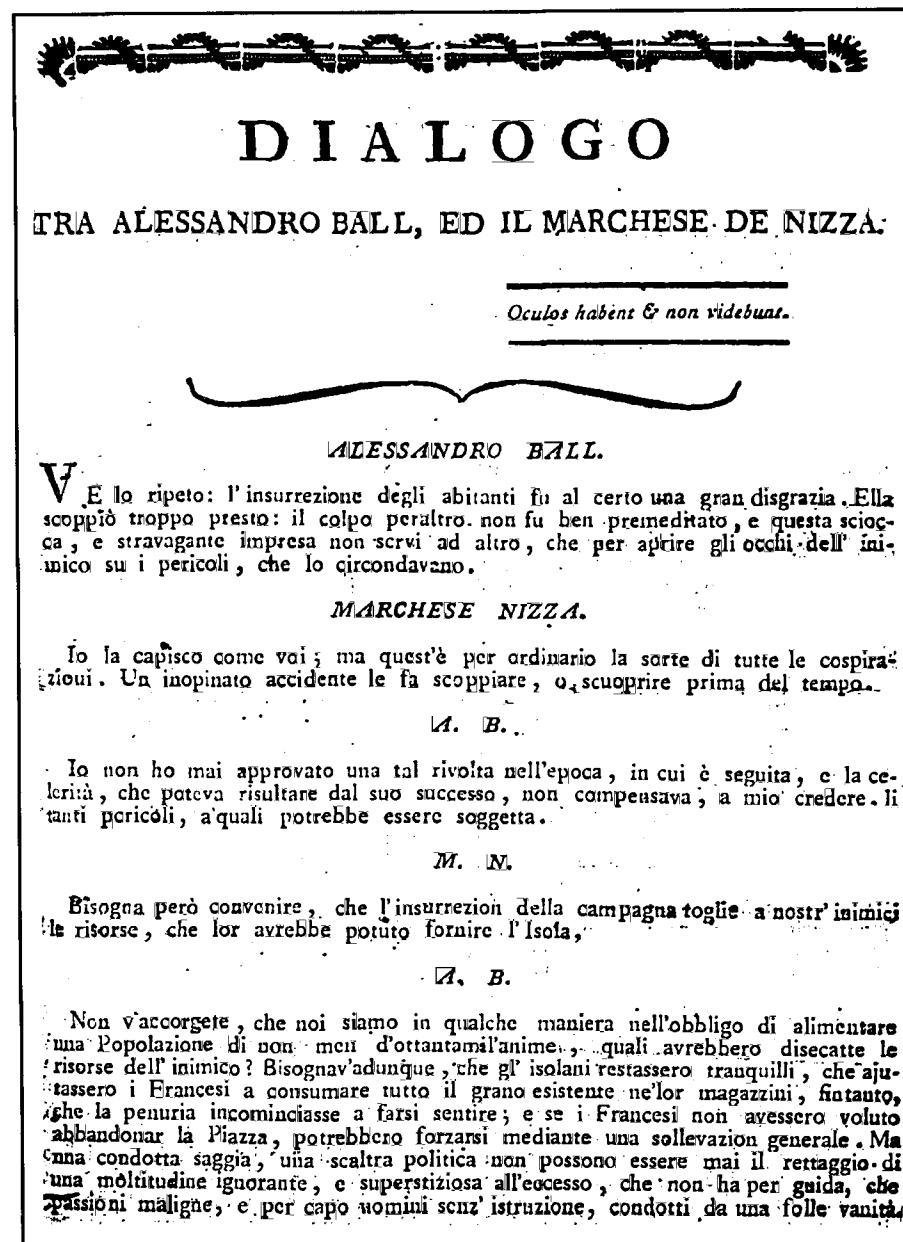 DIALOGO
TRA ALESSANDRO BALL, ED IL MARCHESE DE NIZZA.
Oculos habent & non videbunt.
ALESSANDRO BALL.
VE lo ripeto: l'insurrezione degli abitanti fu al certo una gran disgrazia. Ella
scoppiò troppo presto: il colpo peraltro non fu ben premeditato, e questa scioc-
ca, e stravagante impresa non servì ad altro, che per aprire gli occhi dell' ini-
mico su i pericoli, che lo circondavano.
MARCHESE NIZZA.
Io la capisco come voi; ma quest'è per ordinario la sorte di tutte le cospira-
zioni. Un inopinato accidente le fa scoppiare, o scuoprire prima del tempo.
A. B.
Io non ho mai approvato una tal rivolta nell'epoca, in cui è seguita, e la ce-
lerità, che poteva risultare dal suo successo, non compensava, a mio credere. li
tanti pericoli, a'quali potrebbe essere soggetta.
M. N.
Bisogna però convenire, che l'insurrezion della campagna toglie a nostr' inimici
le risorse, che lor avrebbe potuto fornire l'Isola,
A. B.
Non v'accorgete, che noi siamo in qualche maniera nell'obbligo di alimentare
una Popolazione di non men d'ottantamil'anime, quali avrebbero disecatte le
risorse dell' inimico? Bisognav'adunque, che gl' isolani restassero tranquilli, che aju-
tassero i Francesi a consumare tutto il grano esistente ne'lor magazzini, fintanto,
che la penuria incominciasse a farsi sentire; e se i Francesi non avessero voluto
abbandonar la Piazza, potrebbero forzarsi mediante una sollevazion generale. Ma
una condotta saggia, una scaltra politica non possono essere mai il rettaggio di
una moltitudine ignorante, e superstiziosa all'eccesso, che non ha per guida, che
passioni maligne, e per capo uomini senz' istruzione, condotti da una folle vanità.